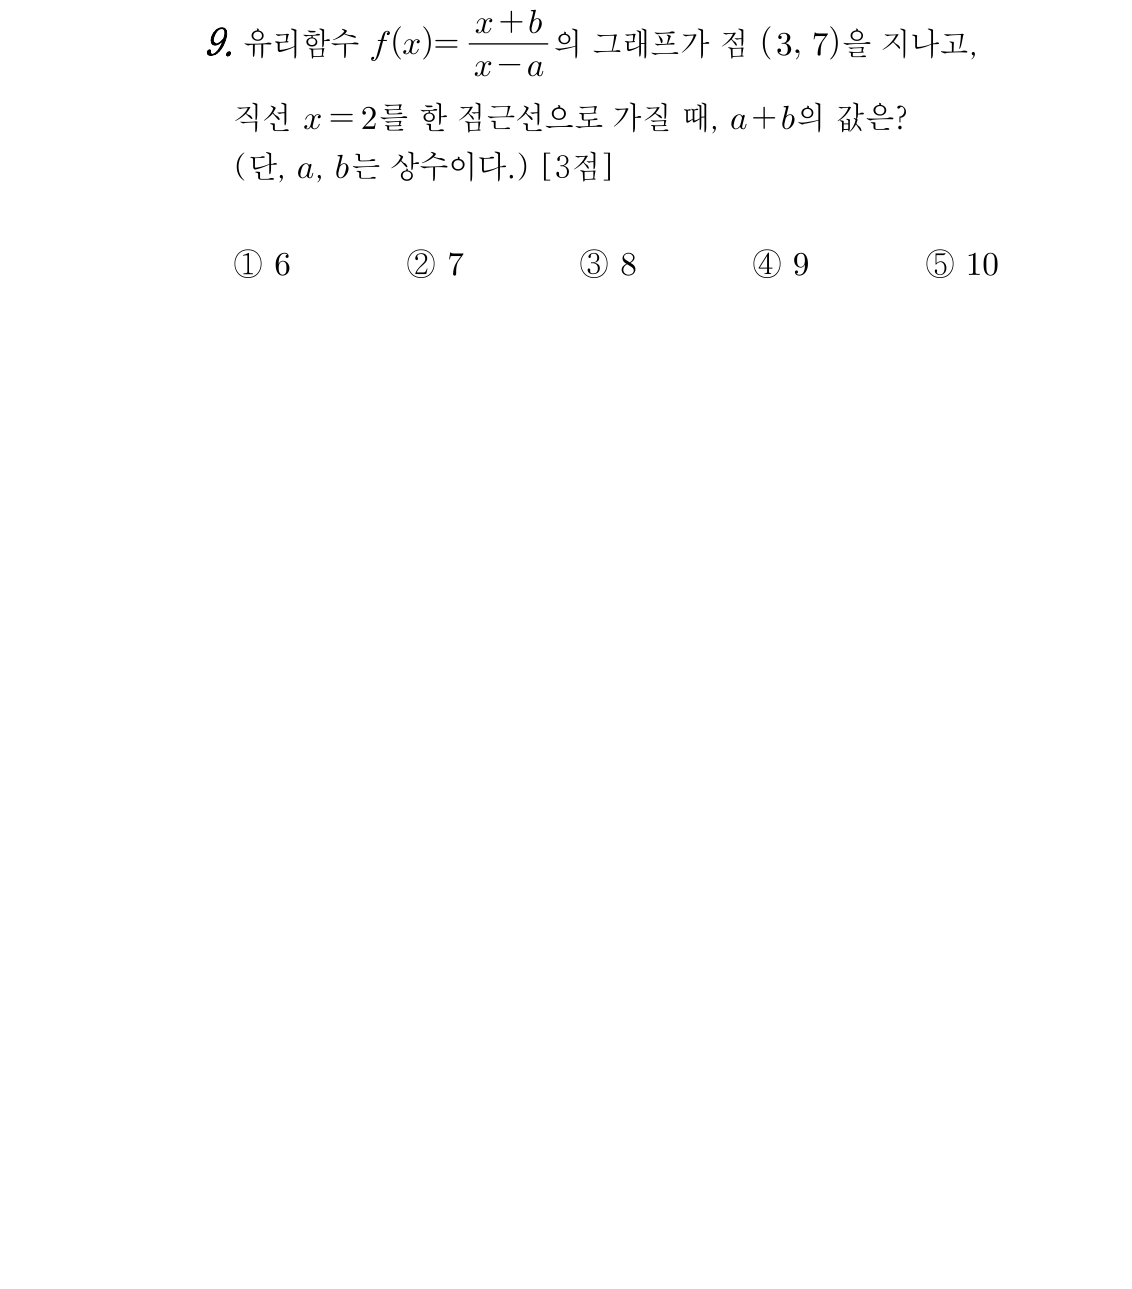 9. 유리함수 f(x)=\frac{x+b}{x-a}의 그래프가 점 (3, 7)을 지나고,
직선 x=2를 한 점근선으로 가질 때, a+b의 값은?
(단, a, b는 상수이다.) [3점]
① 6 ② 7 ③ 8 ④ 9 ⑤ 10